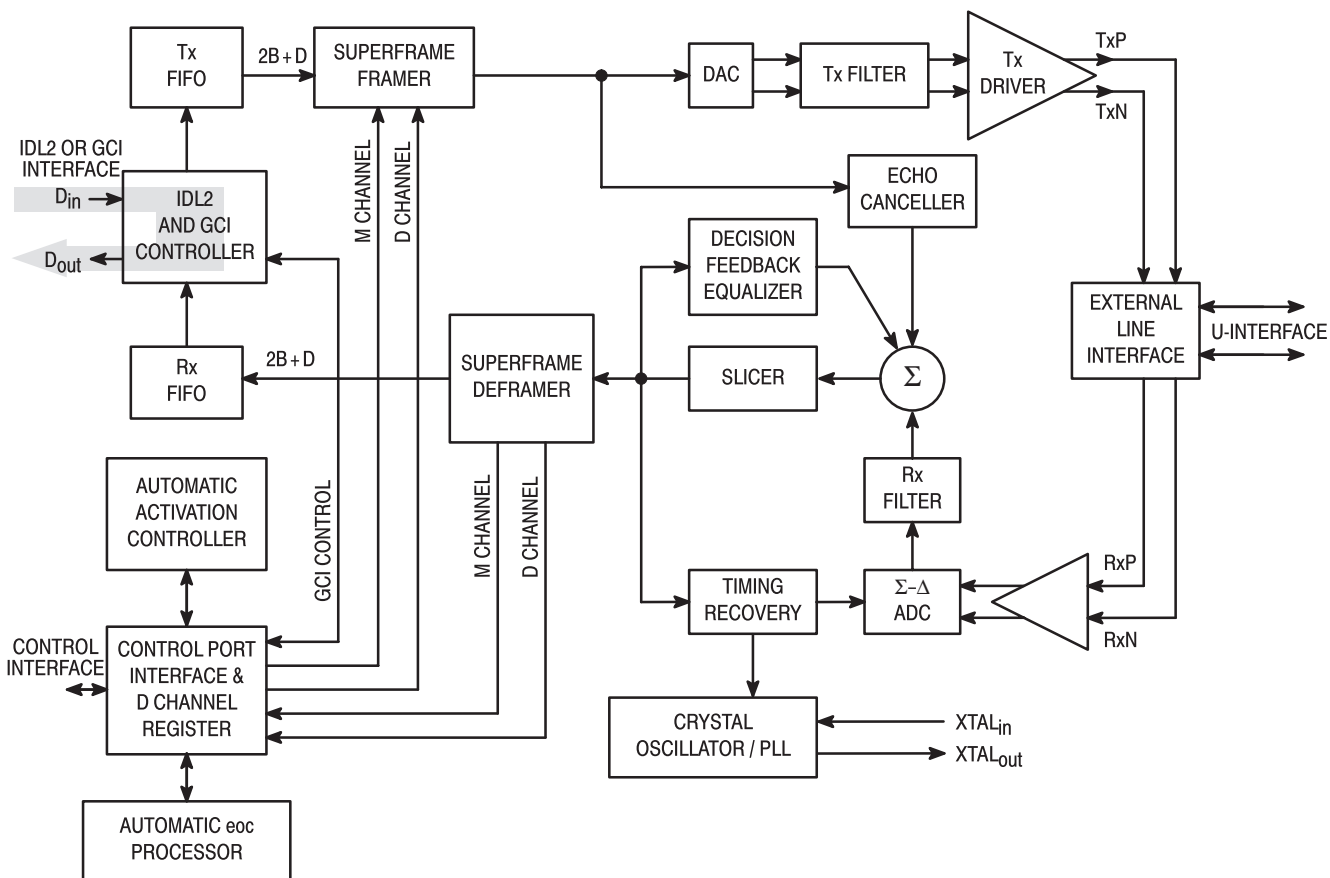 Tx
FIFO
2B+D
SUPERFRAME
FRAMER
DAC
Tx FILTER
Tx
DRIVER
TxP
TxN
IDL2 OR GCI
INTERFACE
Din
Dout
IDL2
AND GCI
CONTROLLER
M CHANNEL
D CHANNEL
ECHO
CANCELLER
DECISION
FEEDBACK
EQUALIZER
EXTERNAL
LINE
INTERFACE
U-INTERFACE
Rx
FIFO
2B+D
SUPERFRAME
DEFRAMER
SLICER
Σ
AUTOMATIC
ACTIVATION
CONTROLLER
GCI CONTROL
M CHANNEL
D CHANNEL
Rx
FILTER
TIMING
RECOVERY
Σ–Δ
ADC
RxP
RxN
CONTROL
INTERFACE
CONTROL PORT
INTERFACE &
D CHANNEL
REGISTER
CRYSTAL
OSCILLATOR / PLL
XTALin
XTALout
AUTOMATIC eoc
PROCESSOR